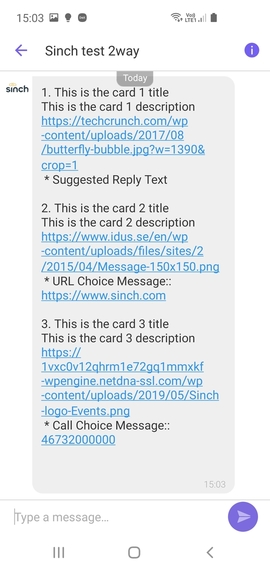 15:03
Vo)) LTE1
Sinch test 2way
Today
sinch
1. This is the card 1 title
This is the card 1 description
https://techcrunch.com/wp
-content/uploads/2017/08
/butterfly-bubble.jpg?w=1390&
crop=1
* Suggested Reply Text
2. This is the card 2 title
This is the card 2 description
https://www.idus.se/en/wp
-content/uploads/files/sites/2
/2015/04/Message-150x150.png
* URL Choice Message::
https://www.sinch.com
3. This is the card 3 title
This is the card 3 description
https://
1vxc0v12qhrm1e72gq1mmxkf
-wpengine.netdna-ssl.com/wp
-content/uploads/2019/05/Sinch
-logo-Events.png
* Call Choice Message::
46732000000
15:03
Type a message...